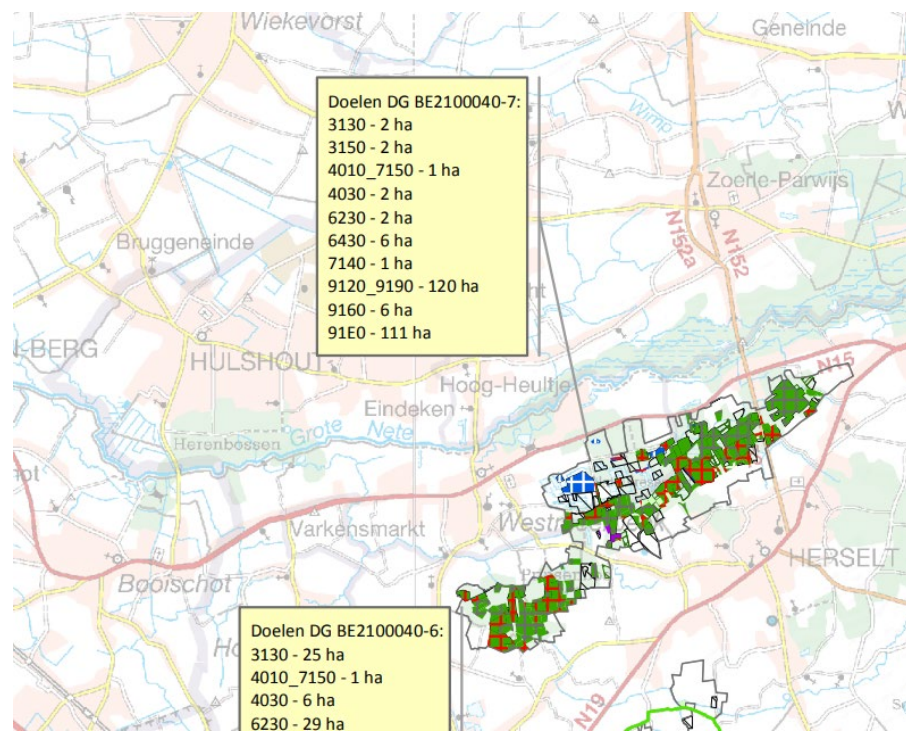 Wiekevorst
Geneinde
Doelen DG BE2100040-7:
3130 - 2 ha
3150 - 2 ha
4010_7150 - 1 ha
4030 - 2 ha
6230 - 2 ha
6430 - 6 ha
7140 - 1 ha
9120_9190 - 120 ha
9160 - 6 ha
91E0 - 111 ha
Wimp
Zoerle-Parwijs
N152a
N152
Bruggeneinde
-BERG
HULSHOUT
Hoog-Heultje
N15
Eindeken
Grote Nete
Herenbossen
Varkensmarkt
HERSELT
Booischot
Doelen DG BE2100040-6:
3130 - 25 ha
4010_7150 - 1 ha
4030 - 6 ha
6230 - 29 ha
N19